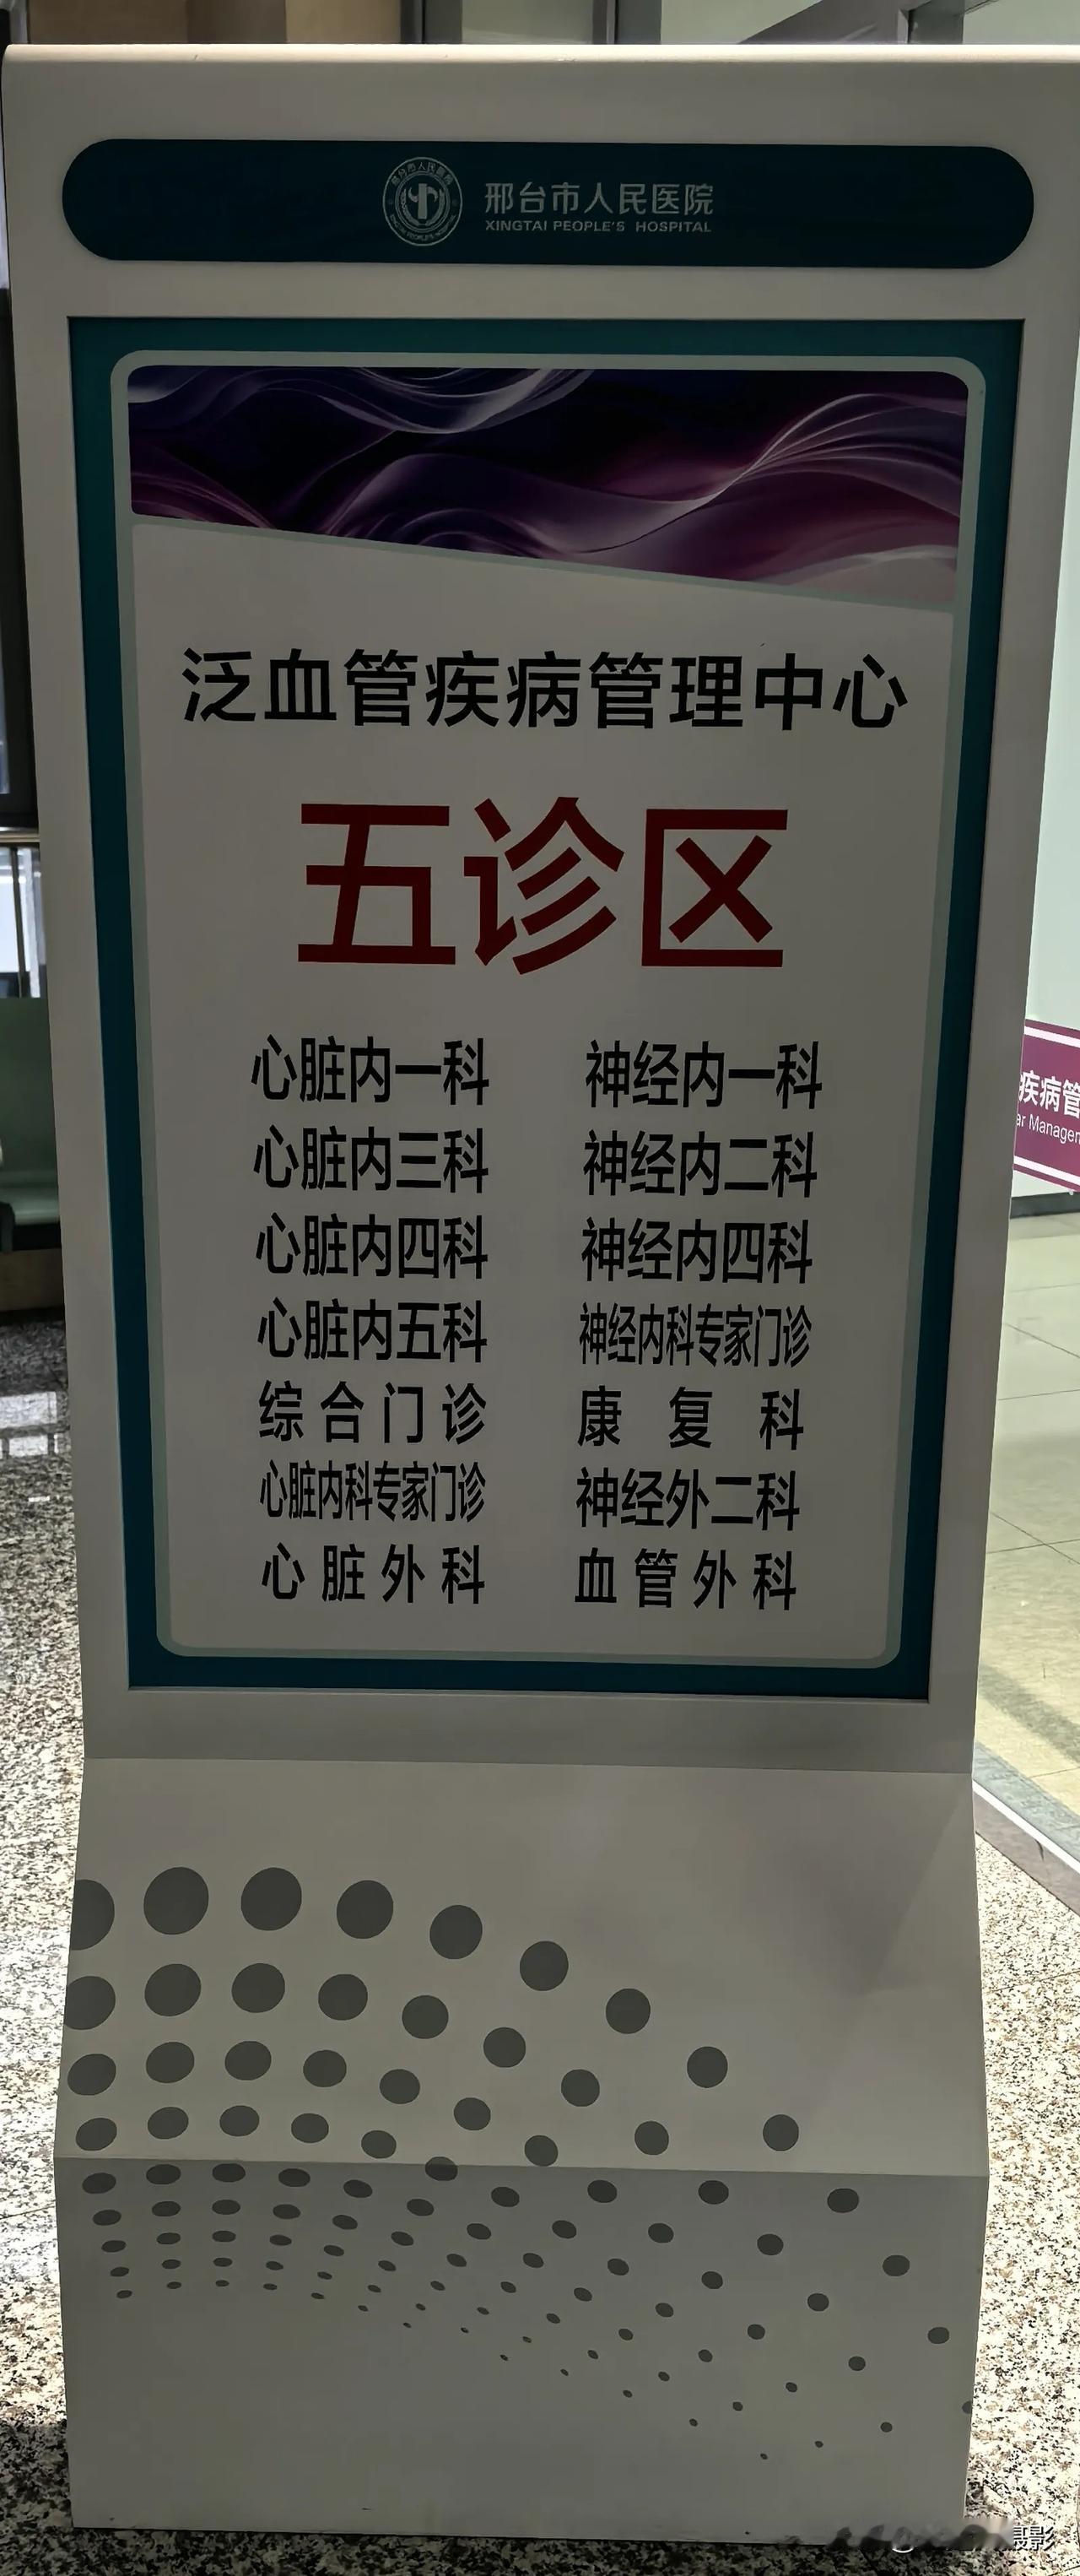 邢台市人民医院
XINGTAI PEOPLE'S HOSPITAL
泛血管疾病管理中心
五诊区
心脏内一科 神经内一科
心脏内三科 神经内二科
心脏内四科 神经内四科
心脏内五科 神经内科专家门诊
综合门诊 康复科
心脏内科专家门诊 神经外二科
心脏外科 血管外科
疾病管
ar Managem
摄影